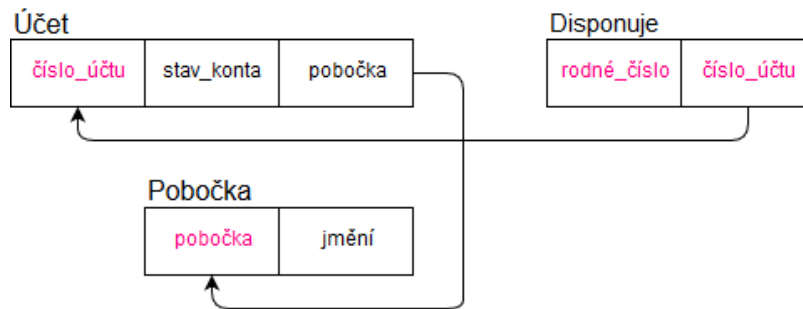 Účet
číslo_účtu stav_konta pobočka
Disponuje
rodné_číslo číslo_účtu
Pobočka
pobočka jmění